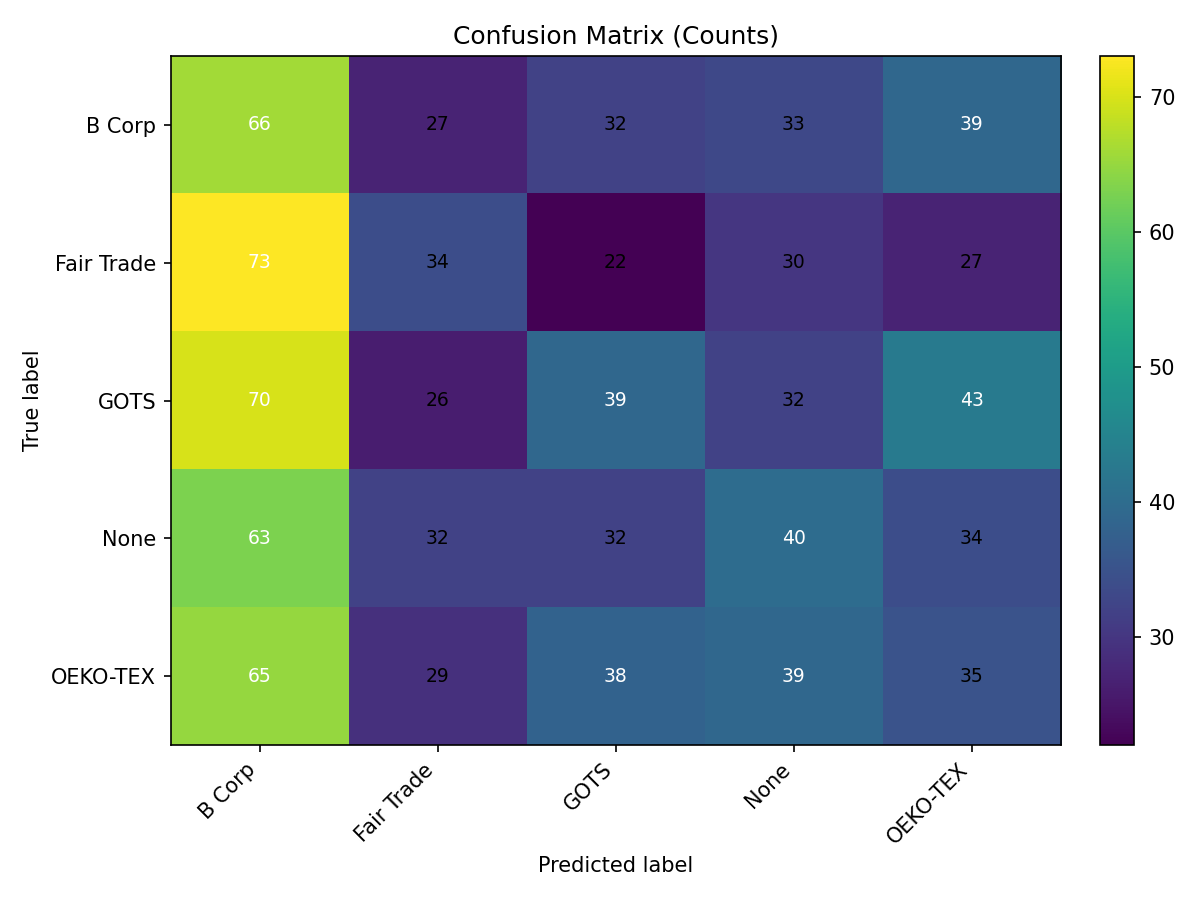 Confusion Matrix (Counts)
B Corp 66 27 32 33 39 70
Fair Trade 73 34 22 30 27 60
GOTS 70 26 39 32 43 50
None 63 32 32 40 34 40
OEKO-TEX 65 29 38 39 35 30
True label
B Corp Fair Trade GOTS None OEKO-TEX
Predicted label